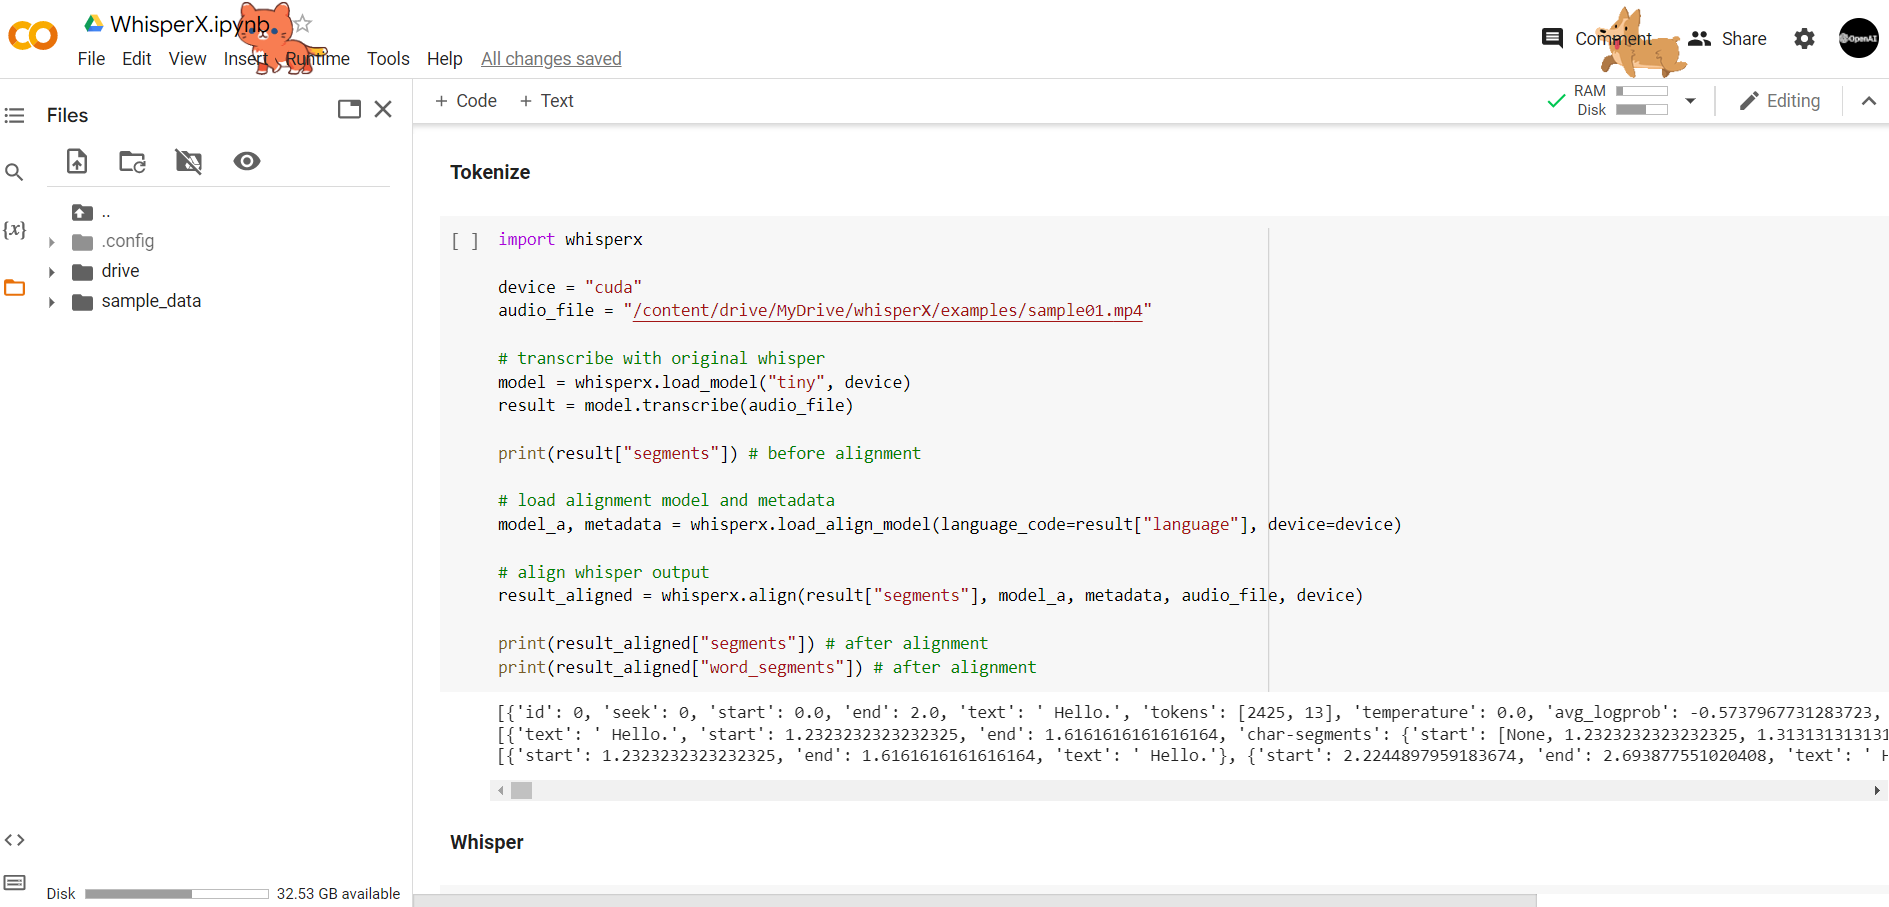 WhisperX.ipynb
File Edit View Insert Runtime Tools Help All changes saved
Comment Share OpenAI
Files
+ Code + Text
RAM
Disk
Editing
{x}
..
.config
drive
sample_data
Tokenize
[ ] import whisperx
device = "cuda"
audio_file = "/content/drive/MyDrive/whisperX/examples/sample01.mp4"
# transcribe with original whisper
model = whisperx.load_model("tiny", device)
result = model.transcribe(audio_file)
print(result["segments"]) # before alignment
# load alignment model and metadata
model_a, metadata = whisperx.load_align_model(language_code=result["language"], device=device)
# align whisper output
result_aligned = whisperx.align(result["segments"], model_a, metadata, audio_file, device)
print(result_aligned["segments"]) # after alignment
print(result_aligned["word_segments"]) # after alignment
[{'id': 0, 'seek': 0, 'start': 0.0, 'end': 2.0, 'text': ' Hello.', 'tokens': [2425, 13], 'temperature': 0.0, 'avg_logprob': -0.5737967731283723,
[{'text': ' Hello.', 'start': 1.2323232323232325, 'end': 1.6161616161616164, 'char-segments': {'start': [None, 1.2323232323232325, 1.313131313131
[{'start': 1.2323232323232325, 'end': 1.6161616161616164, 'text': ' Hello.'}, {'start': 2.2244897959183674, 'end': 2.693877551020408, 'text': ' H
Whisper
Disk 32.53 GB available